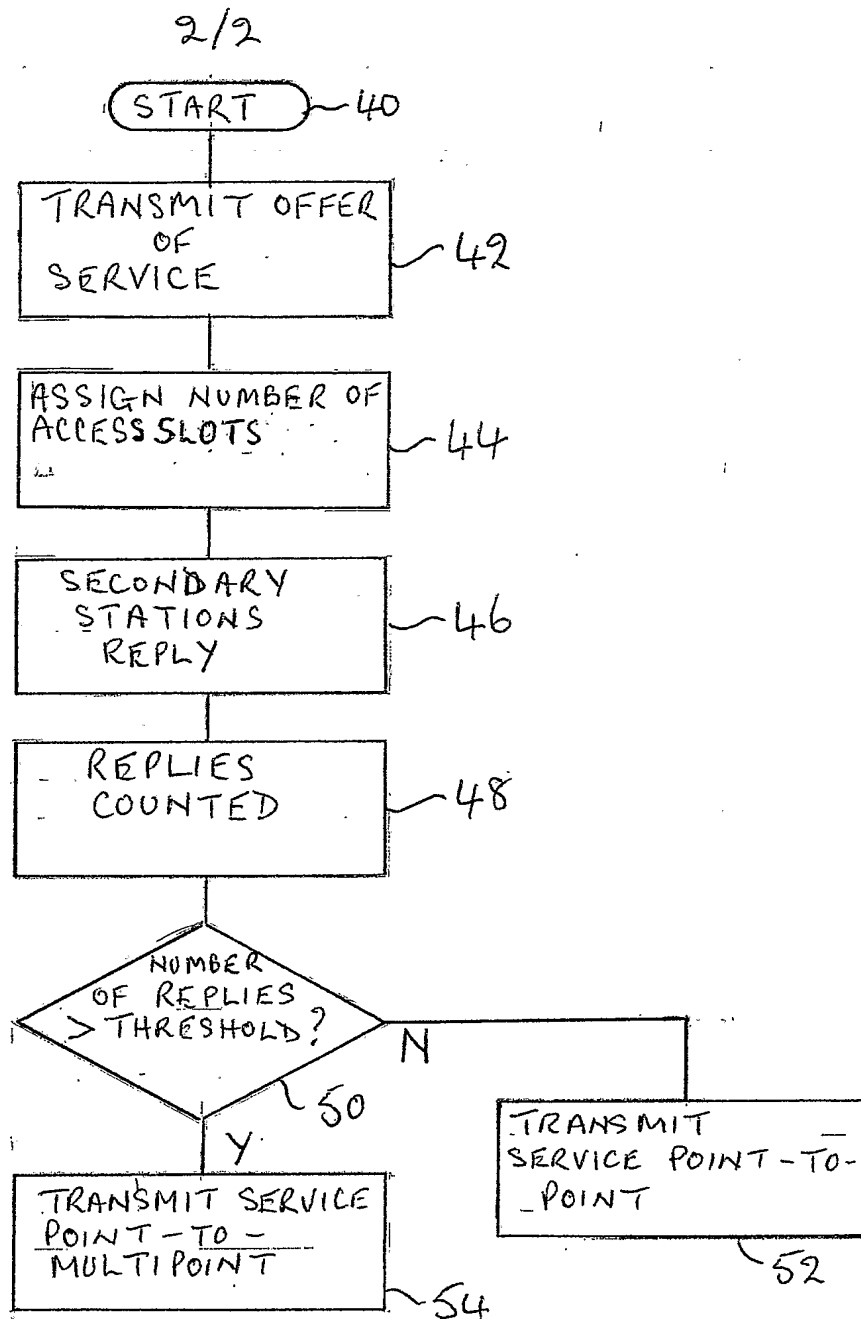 2/2
START
40
TRANSMIT OFFER
OF
SERVICE
42
ASSIGN NUMBER OF
ACCESS SLOTS
44
SECONDARY
STATIONS
REPLY
46
REPLIES
COUNTED
48
NUMBER
OF REPLIES
> THRESHOLD?
N
50
Y
TRANSMIT
SERVICE POINT-TO-
POINT
52
TRANSMIT SERVICE
POINT-TO-
MULTIPOINT
54